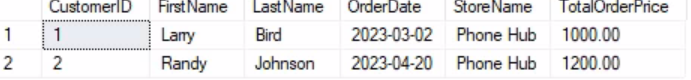 CustomerID FirstName LastName OrderDate StoreName TotalOrderPrice
1 1 Larry Bird 2023-03-02 Phone Hub 1000.00
2 2 Randy Johnson 2023-04-20 Phone Hub 1200.00